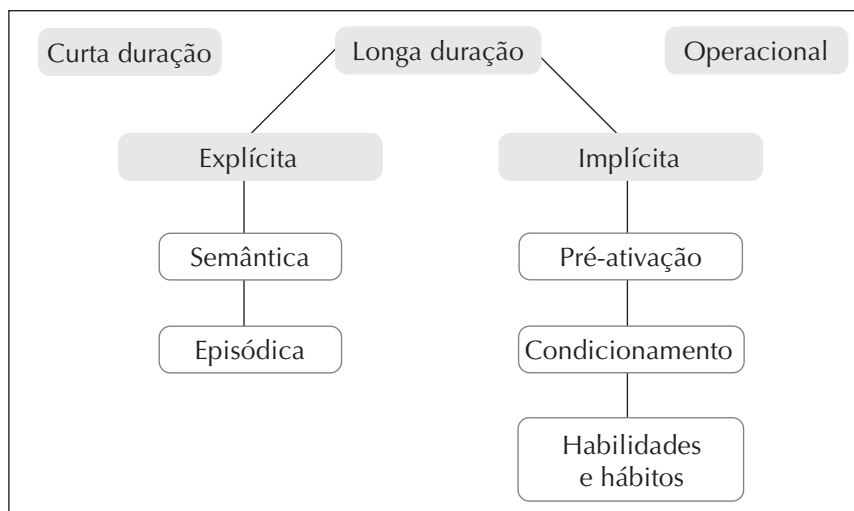 Curta duração
Longa duração
Operacional
Explícita
Implícita
Semântica
Pré-ativação
Episódica
Condicionamento
Habilidades
e hábitos